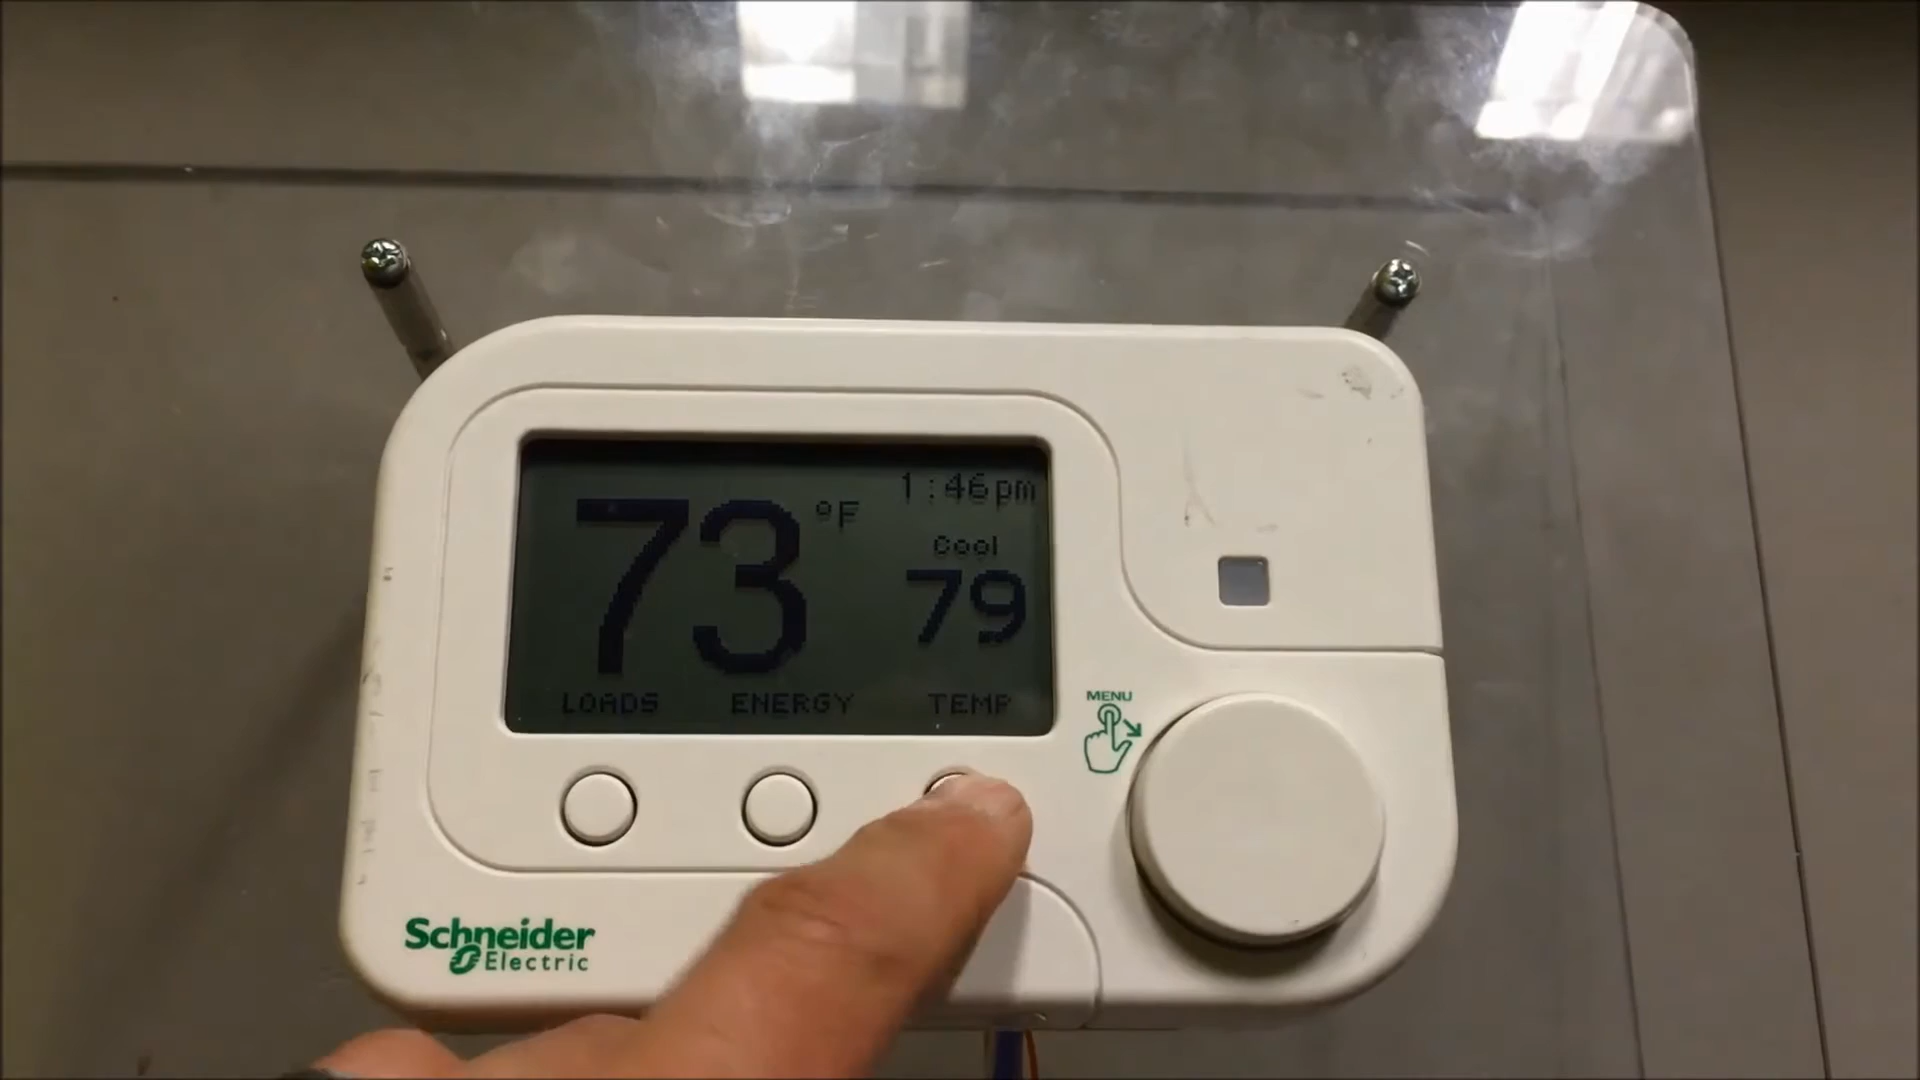 1:46pm
73 °F
Cool
79
LOADS ENERGY TEMP
MENU
Schneider
Electric